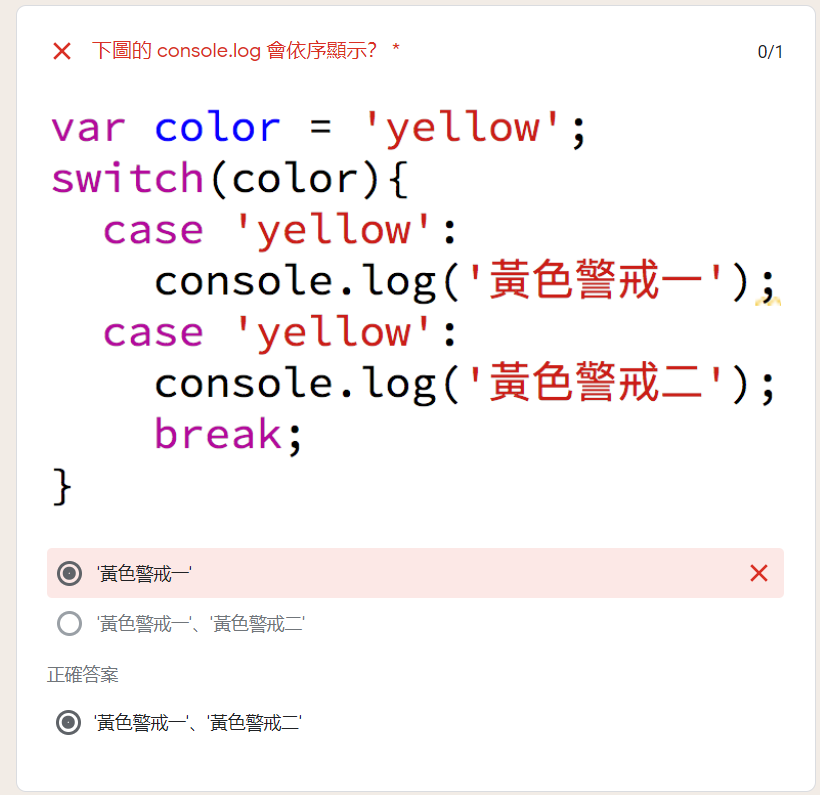 下圖的 console.log 會依序顯示? *
0/1
var color = 'yellow';
switch(color){
case 'yellow':
console.log('黃色警戒一');
case 'yellow':
console.log('黃色警戒二');
break;
}
'黃色警戒一'
'黃色警戒一'、'黃色警戒二'
正確答案
'黃色警戒一'、'黃色警戒二'